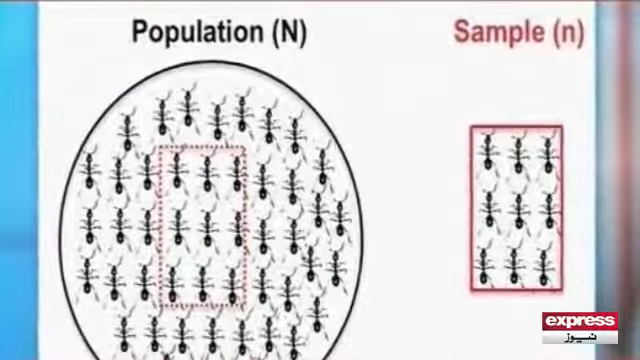 Population (N)
Sample (n)
express
نیوز